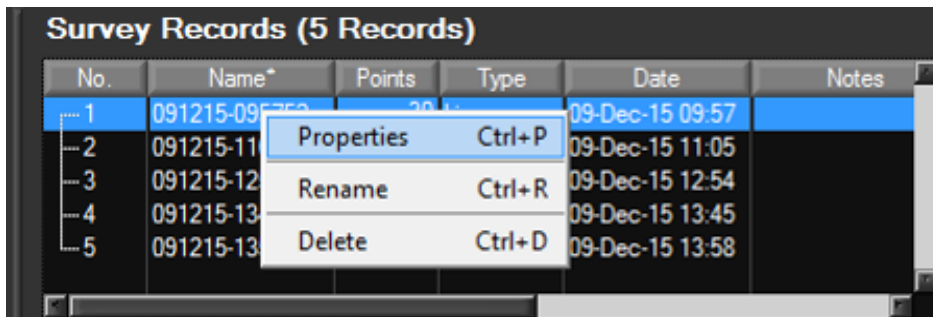 Survey Records (5 Records)
No. Name* Points Type Date Notes
1 091215-095752 09-Dec-15 09:57
Properties Ctrl+P
2 091215-11 09-Dec-15 11:05
3 091215-12 09-Dec-15 12:54
Rename Ctrl+R
4 091215-13 09-Dec-15 13:45
5 091215-13 09-Dec-15 13:58
Delete Ctrl+D